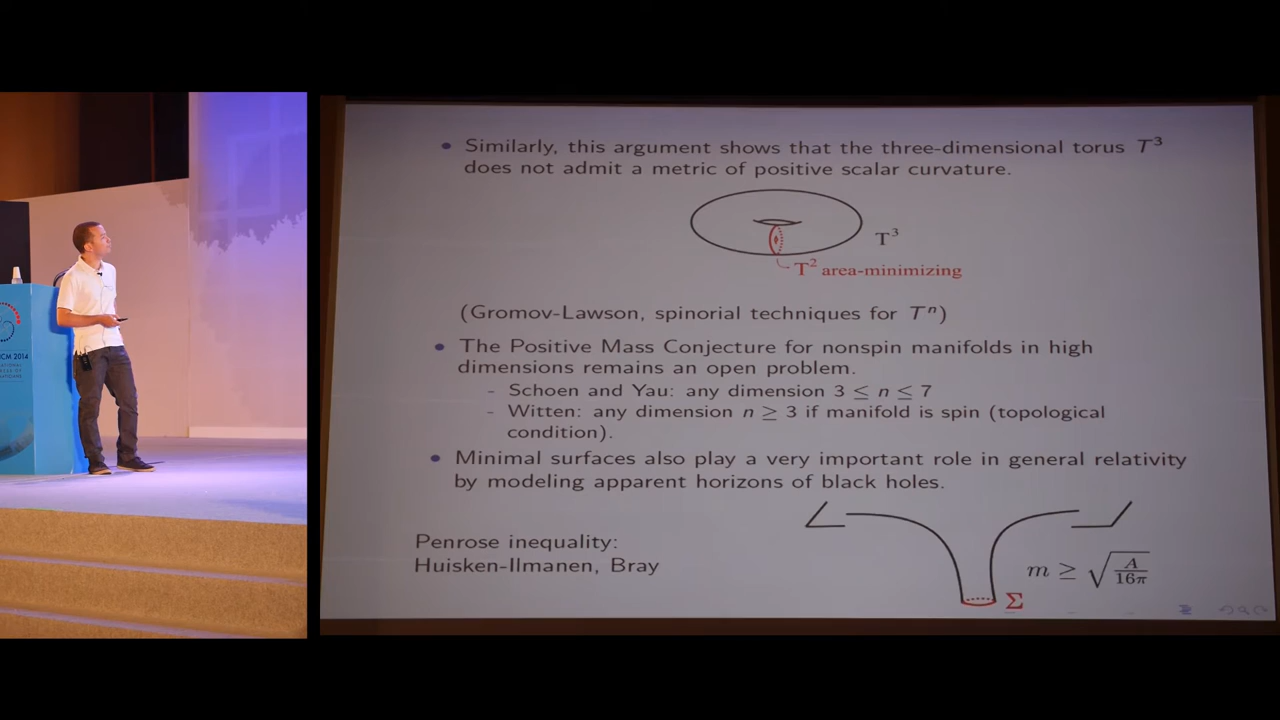 • Similarly, this argument shows that the three-dimensional torus T³
does not admit a metric of positive scalar curvature.
T³
T² area-minimizing
(Gromov-Lawson, spinorial techniques for Tⁿ)
• The Positive Mass Conjecture for nonspin manifolds in high
dimensions remains an open problem.
- Schoen and Yau: any dimension 3 ≤ n ≤ 7
- Witten: any dimension n ≥ 3 if manifold is spin (topological
condition).
• Minimal surfaces also play a very important role in general relativity
by modeling apparent horizons of black holes.
Penrose inequality:
Huisken-Ilmanen, Bray
m ≥ √(A/16π)
Σ
CM 2014